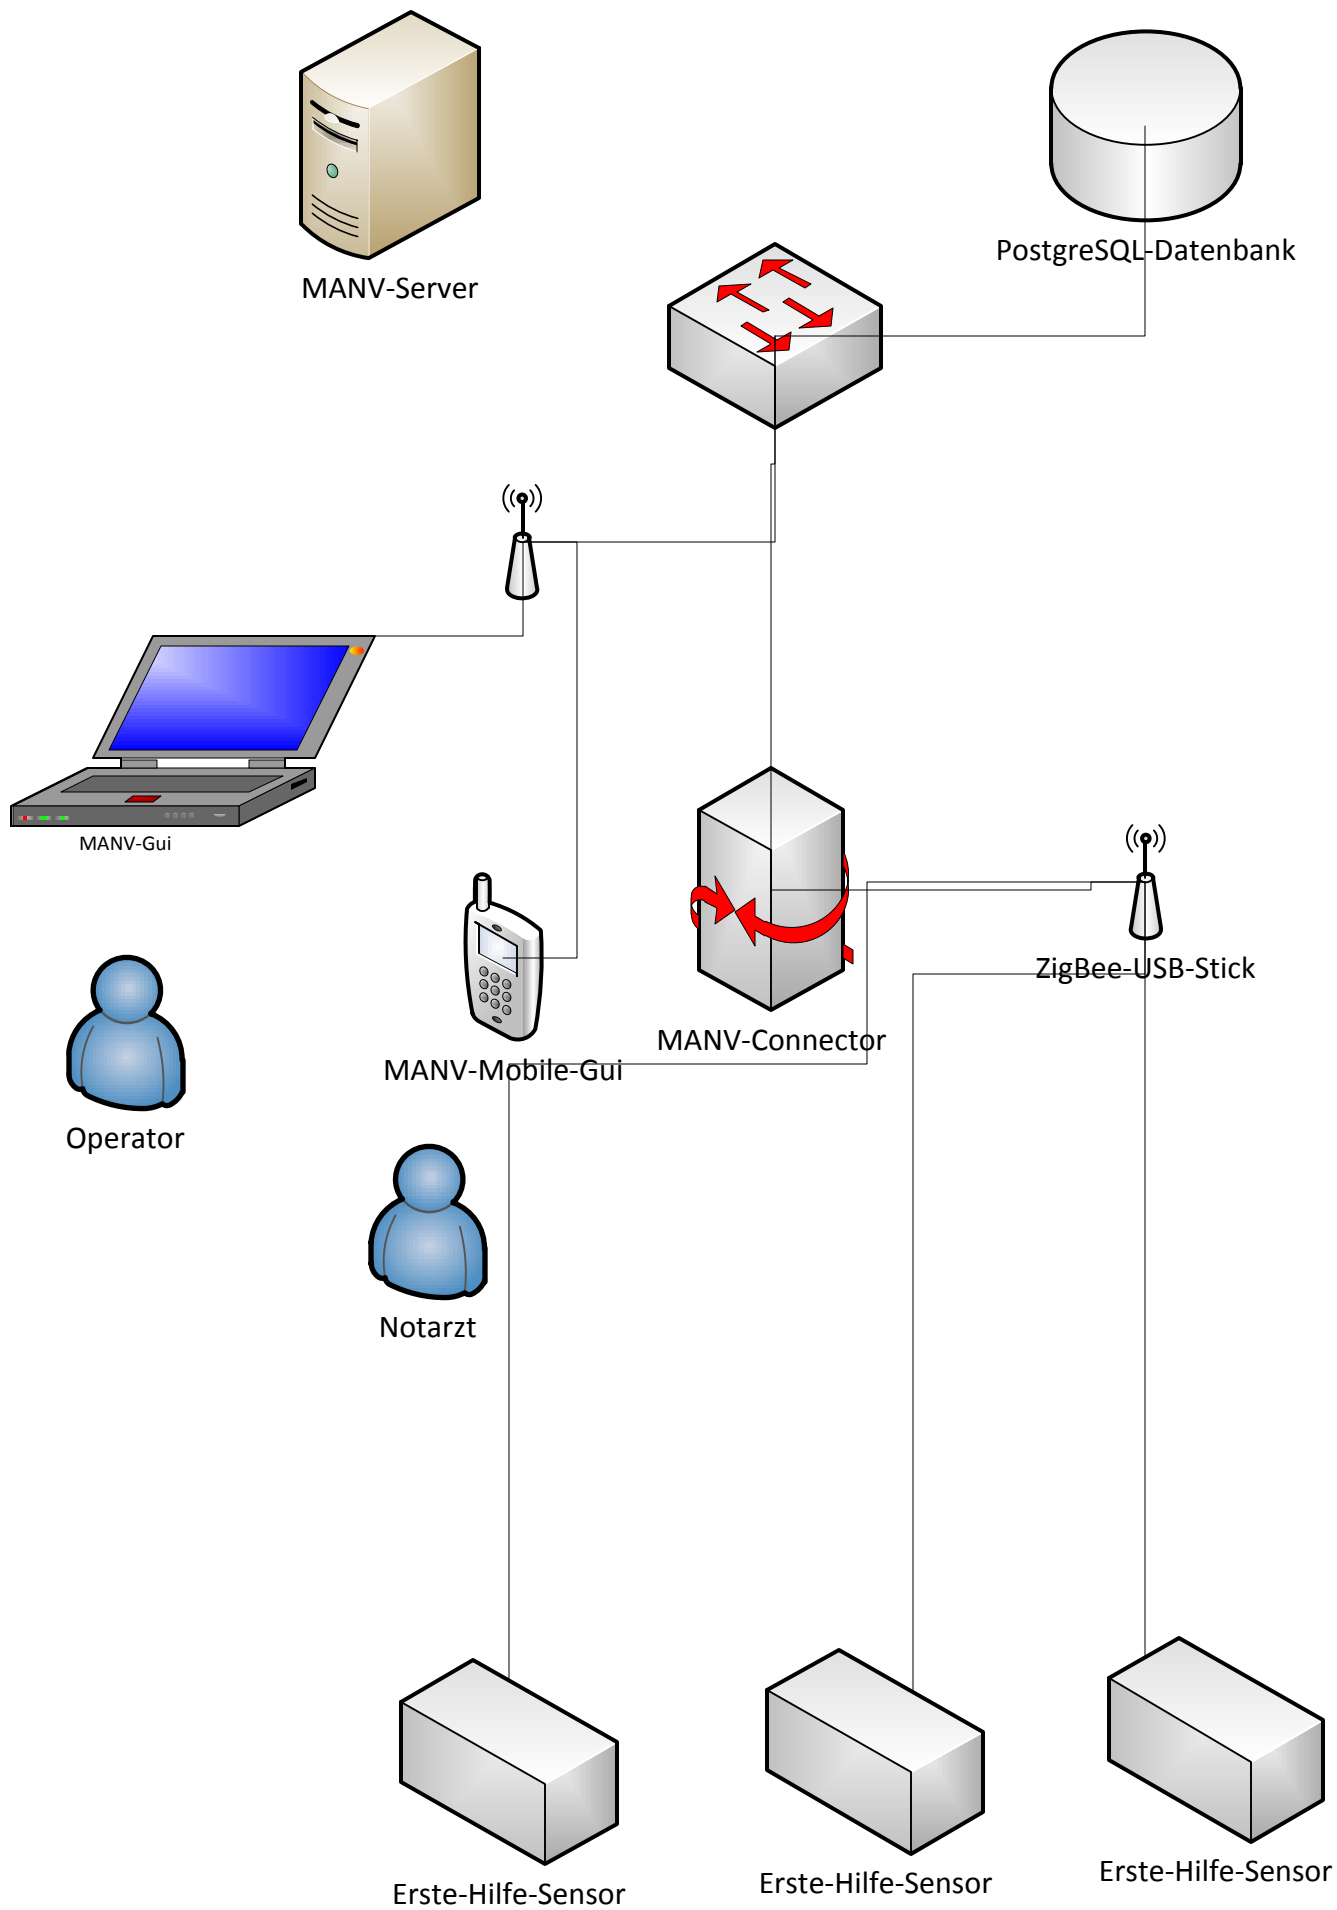 PostgreSQL-Datenbank
MANV-Server
MANV-Gui
ZigBee-USB-Stick
MANV-Connector
MANV-Mobile-Gui
Operator
Notarzt
Erste-Hilfe-Sensor
Erste-Hilfe-Sensor
Erste-Hilfe-Sensor